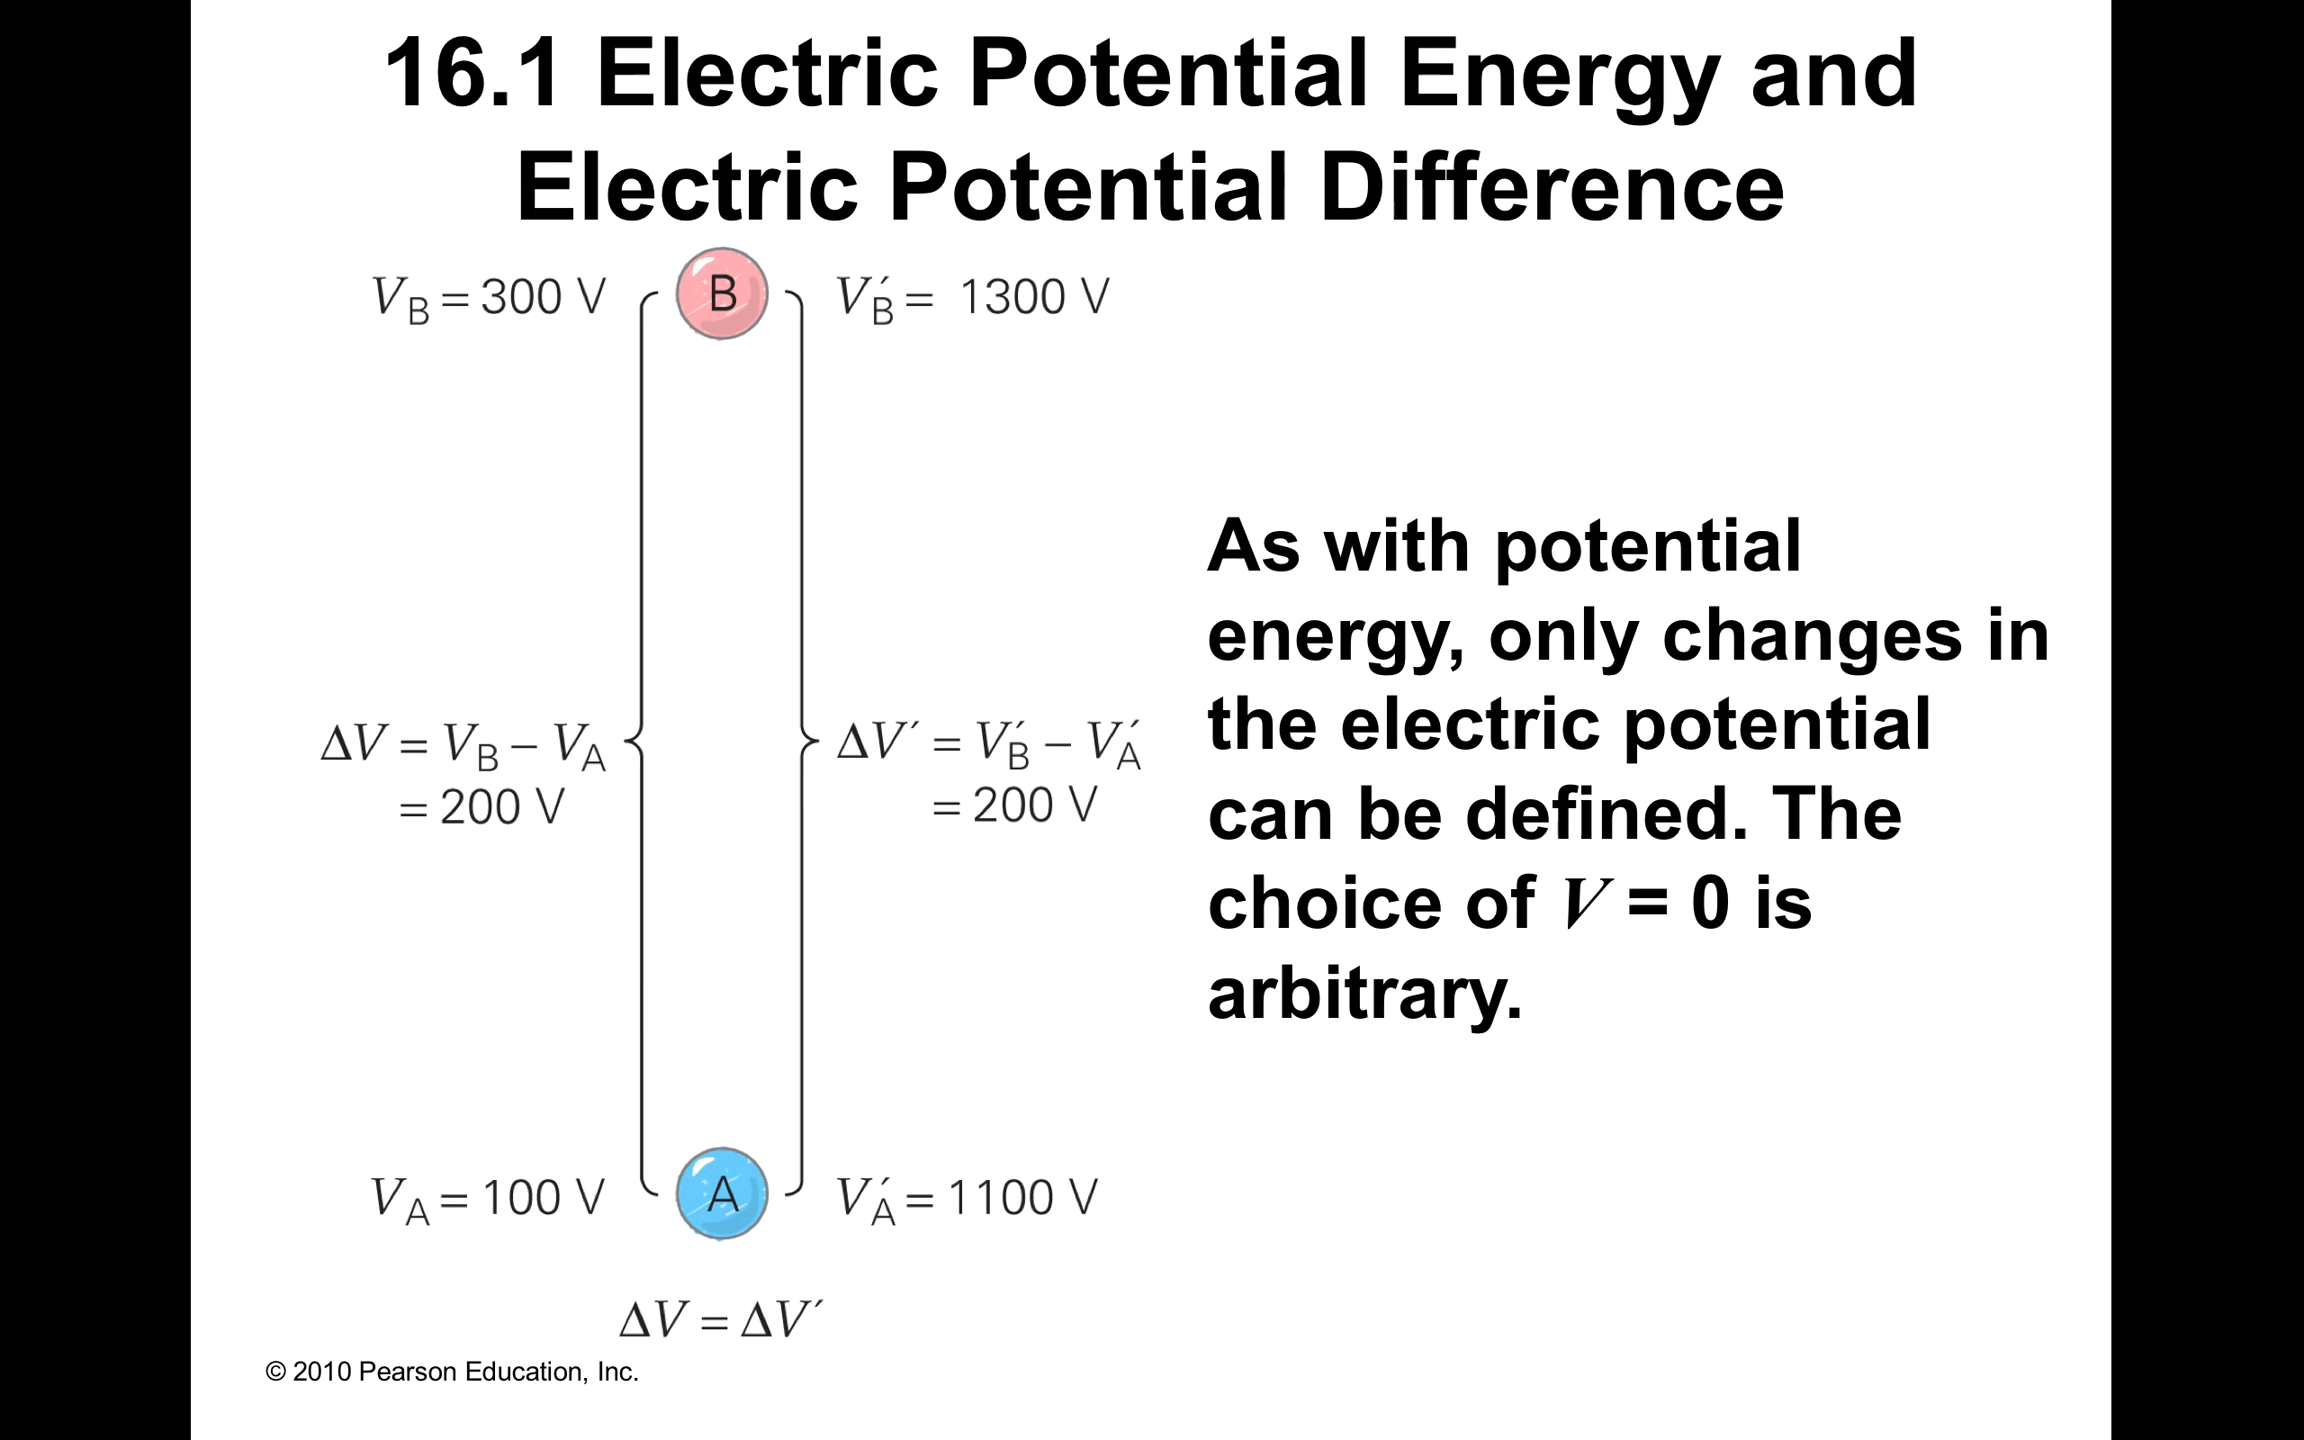 16.1 Electric Potential Energy and
Electric Potential Difference
V_B = 300 V
B
V´_B = 1300 V
ΔV = V_B – V_A
= 200 V
ΔV´ = V´_B – V´_A
= 200 V
V_A = 100 V
A
V´_A = 1100 V
ΔV = ΔV´
As with potential
energy, only changes in
the electric potential
can be defined. The
choice of V = 0 is
arbitrary.
© 2010 Pearson Education, Inc.